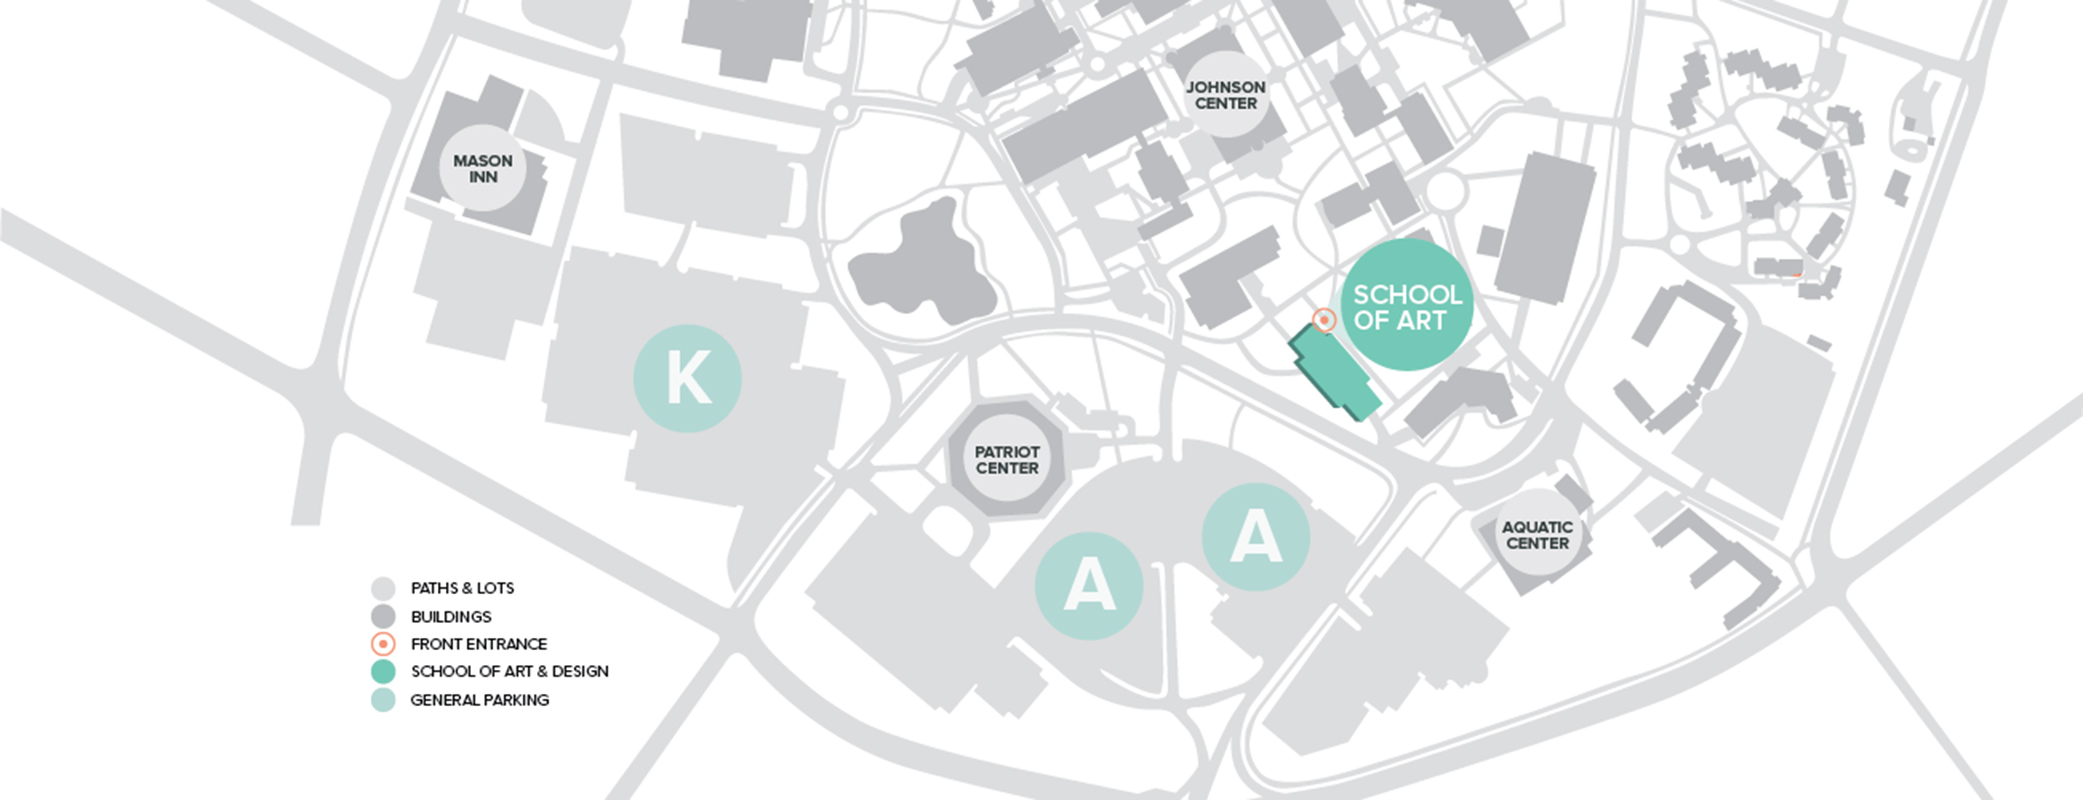 JOHNSON
CENTER
MASON
INN
SCHOOL
OF ART
K
PATRIOT
CENTER
A
A
AQUATIC
CENTER
PATHS & LOTS
BUILDINGS
FRONT ENTRANCE
SCHOOL OF ART & DESIGN
GENERAL PARKING